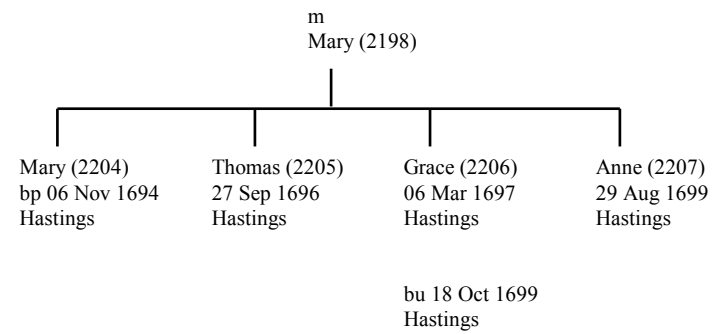 m
Mary (2198)
Mary (2204)
bp 06 Nov 1694
Hastings
Thomas (2205)
27 Sep 1696
Hastings
Grace (2206)
06 Mar 1697
Hastings
bu 18 Oct 1699
Hastings
Anne (2207)
29 Aug 1699
Hastings